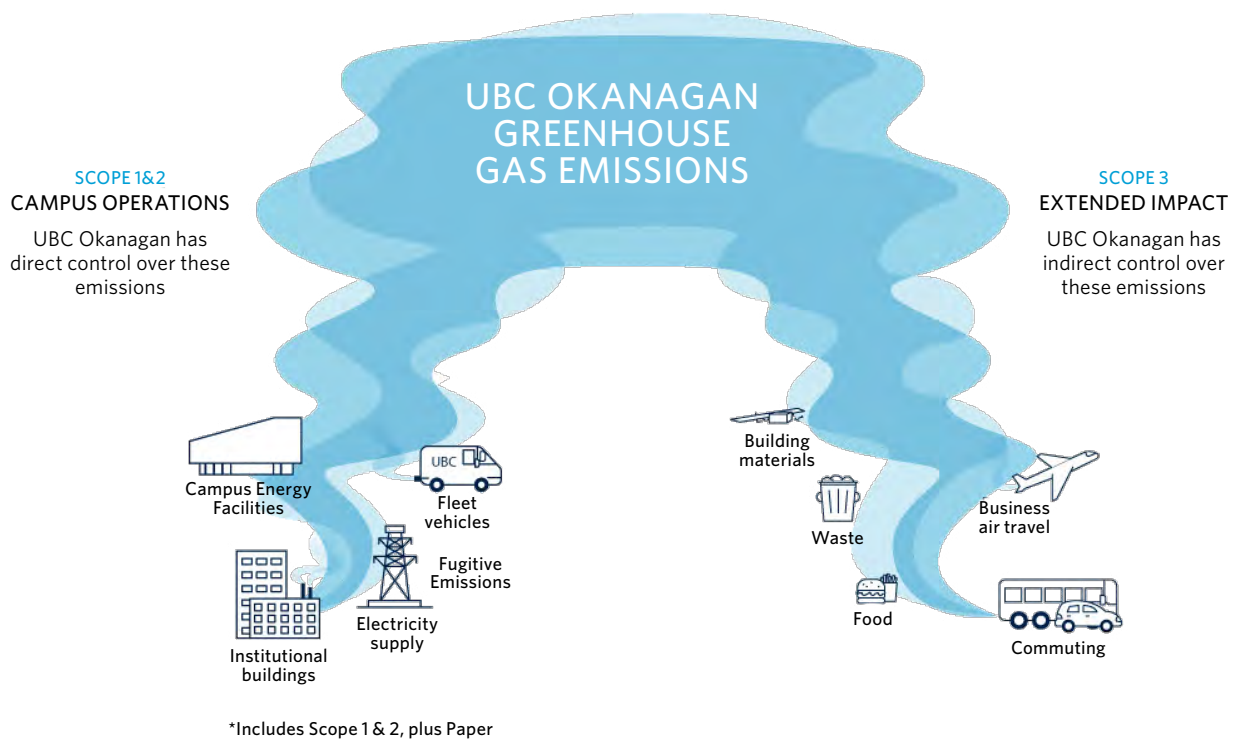 UBC OKANAGAN
GREENHOUSE
GAS EMISSIONS
SCOPE 1&2
CAMPUS OPERATIONS
UBC Okanagan has
direct control over these
emissions
SCOPE 3
EXTENDED IMPACT
UBC Okanagan has
indirect control over
these emissions
Campus Energy
Facilities
UBC
Fleet
vehicles
Fugitive
Emissions
Electricity
supply
Institutional
buildings
Building
materials
Waste
Business
air travel
Food
Commuting
*Includes Scope 1 & 2, plus Paper